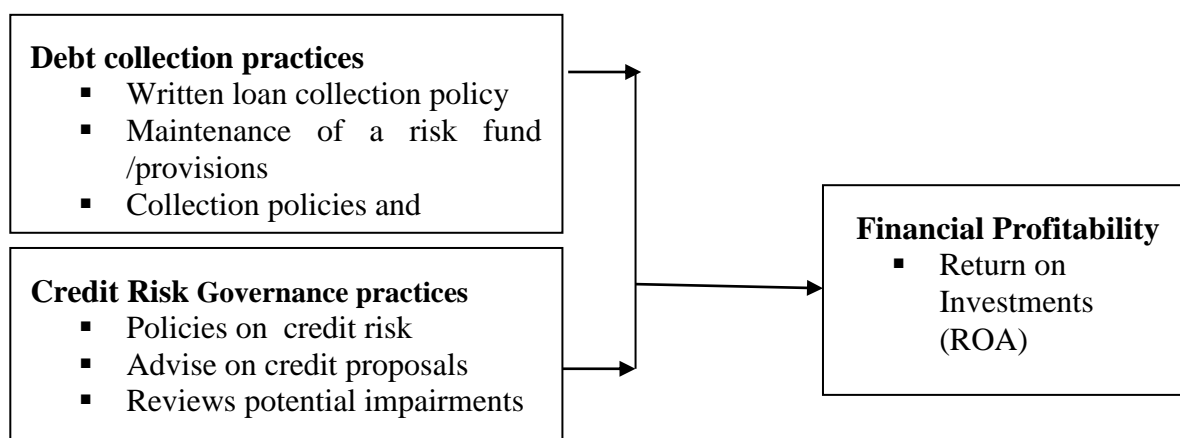 Debt collection practices
▪ Written loan collection policy
▪ Maintenance of a risk fund
/provisions
▪ Collection policies and
Credit Risk Governance practices
▪ Policies on credit risk
▪ Advise on credit proposals
▪ Reviews potential impairments
Financial Profitability
▪ Return on
Investments
(ROA)